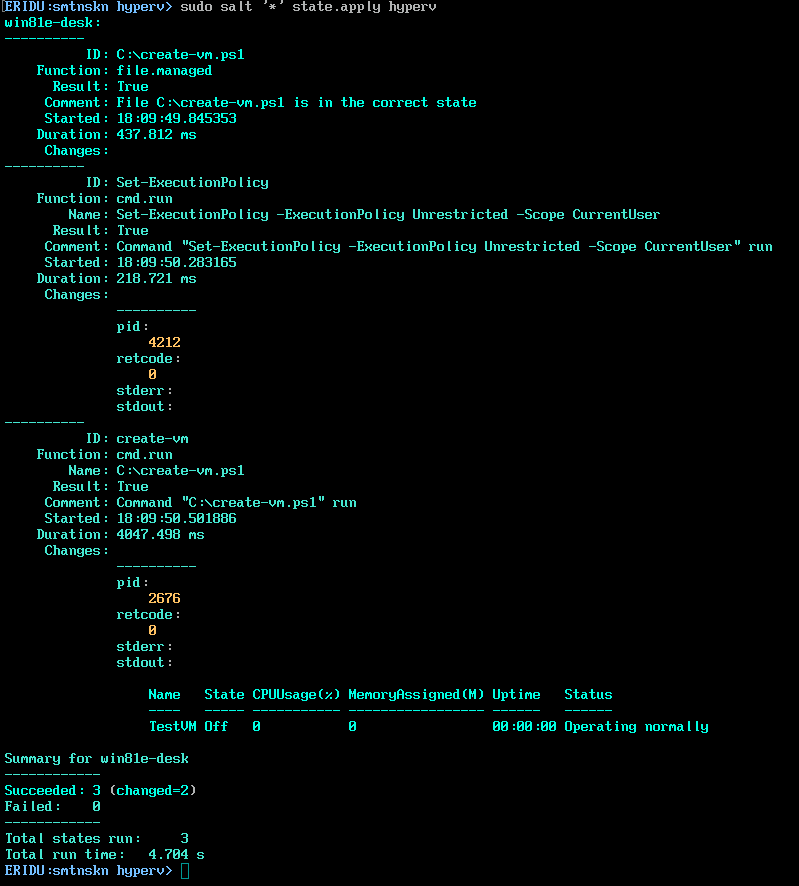 ERIDU:smtnskn hyperv> sudo salt '*' state.apply hyperv
win81e-desk:
----------
          ID: C:\create-vm.ps1
    Function: file.managed
      Result: True
     Comment: File C:\create-vm.ps1 is in the correct state
     Started: 18:09:49.845353
    Duration: 437.812 ms
     Changes:
----------
          ID: Set-ExecutionPolicy
    Function: cmd.run
        Name: Set-ExecutionPolicy -ExecutionPolicy Unrestricted -Scope CurrentUser
      Result: True
     Comment: Command "Set-ExecutionPolicy -ExecutionPolicy Unrestricted -Scope CurrentUser" run
     Started: 18:09:50.283165
    Duration: 218.721 ms
     Changes:
              ----------
              pid:
                  4212
              retcode:
                  0
              stderr:
              stdout:
----------
          ID: create-vm
    Function: cmd.run
        Name: C:\create-vm.ps1
      Result: True
     Comment: Command "C:\create-vm.ps1" run
     Started: 18:09:50.501886
    Duration: 4047.498 ms
     Changes:
              ----------
              pid:
                  2676
              retcode:
                  0
              stderr:
              stdout:

                  Name   State CPUUsage(%) MemoryAssigned(M) Uptime   Status
                  ----   ----- ----------- ----------------- ------   ------
                  TestVM Off   0           0                 00:00:00 Operating normally

Summary for win81e-desk
------------
Succeeded: 3 (changed=2)
Failed:    0
------------
Total states run:     3
Total run time:   4.704 s
ERIDU:smtnskn hyperv>